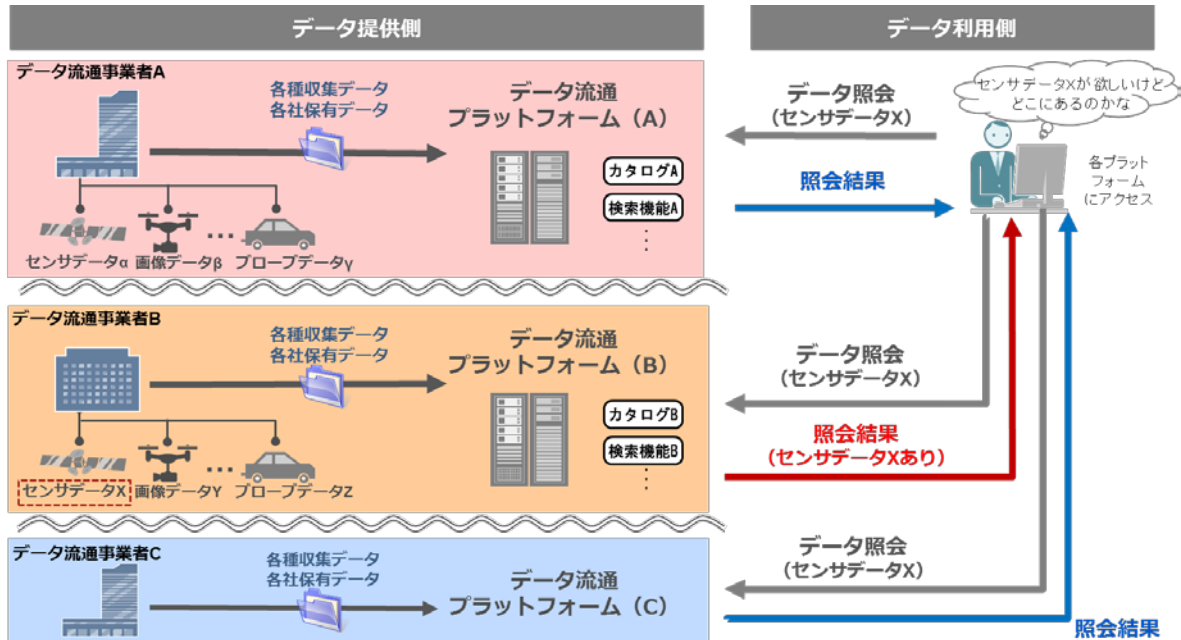 データ提供側
データ利用側
データ流通事業者A
各種収集データ
各社保有データ
データ流通
プラットフォーム（A）
カタログA
検索機能A
⋮
センサデータα
画像データβ
…
プローブデータγ
データ照会
（センサデータX）
照会結果
センサデータXが欲しいけど
どこにあるのかな
各プラット
フォーム
にアクセス
データ流通事業者B
各種収集データ
各社保有データ
データ流通
プラットフォーム（B）
カタログB
検索機能B
⋮
センサデータX
画像データY
…
プローブデータZ
データ照会
（センサデータX）
照会結果
（センサデータXあり）
データ流通事業者C
各種収集データ
各社保有データ
データ流通
プラットフォーム（C）
データ照会
（センサデータX）
照会結果